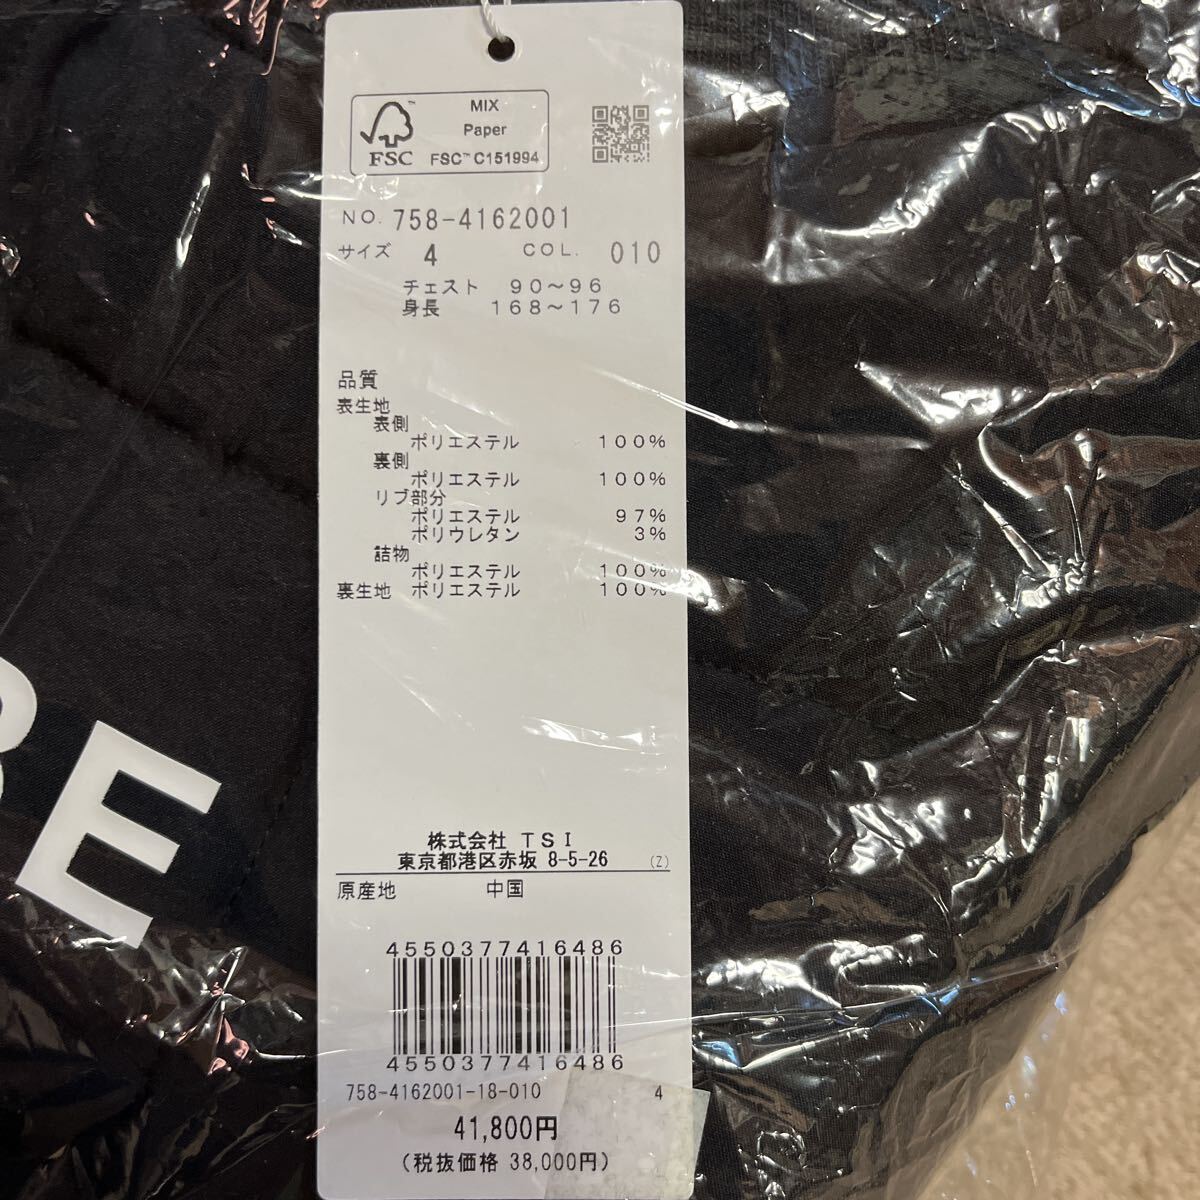 MIX
Paper
FSC™ C151994
FSC
NO. 758-4162001
サイズ 4 COL. 010
チェスト 90～96
身長 168～176
品質
表生地
表側
ポリエステル 100%
裏側
ポリエステル 100%
リブ部分
ポリエステル 97%
ポリウレタン 3%
詰物
ポリエステル 100%
裏生地 ポリエステル 100%
株式会社 TSI
東京都港区赤坂 8-5-26 (Z)
原産地 中国
4550377416486
4550377416486
758-4162001-18-010 4
41,800円
(税抜価格 38,000円)
BE